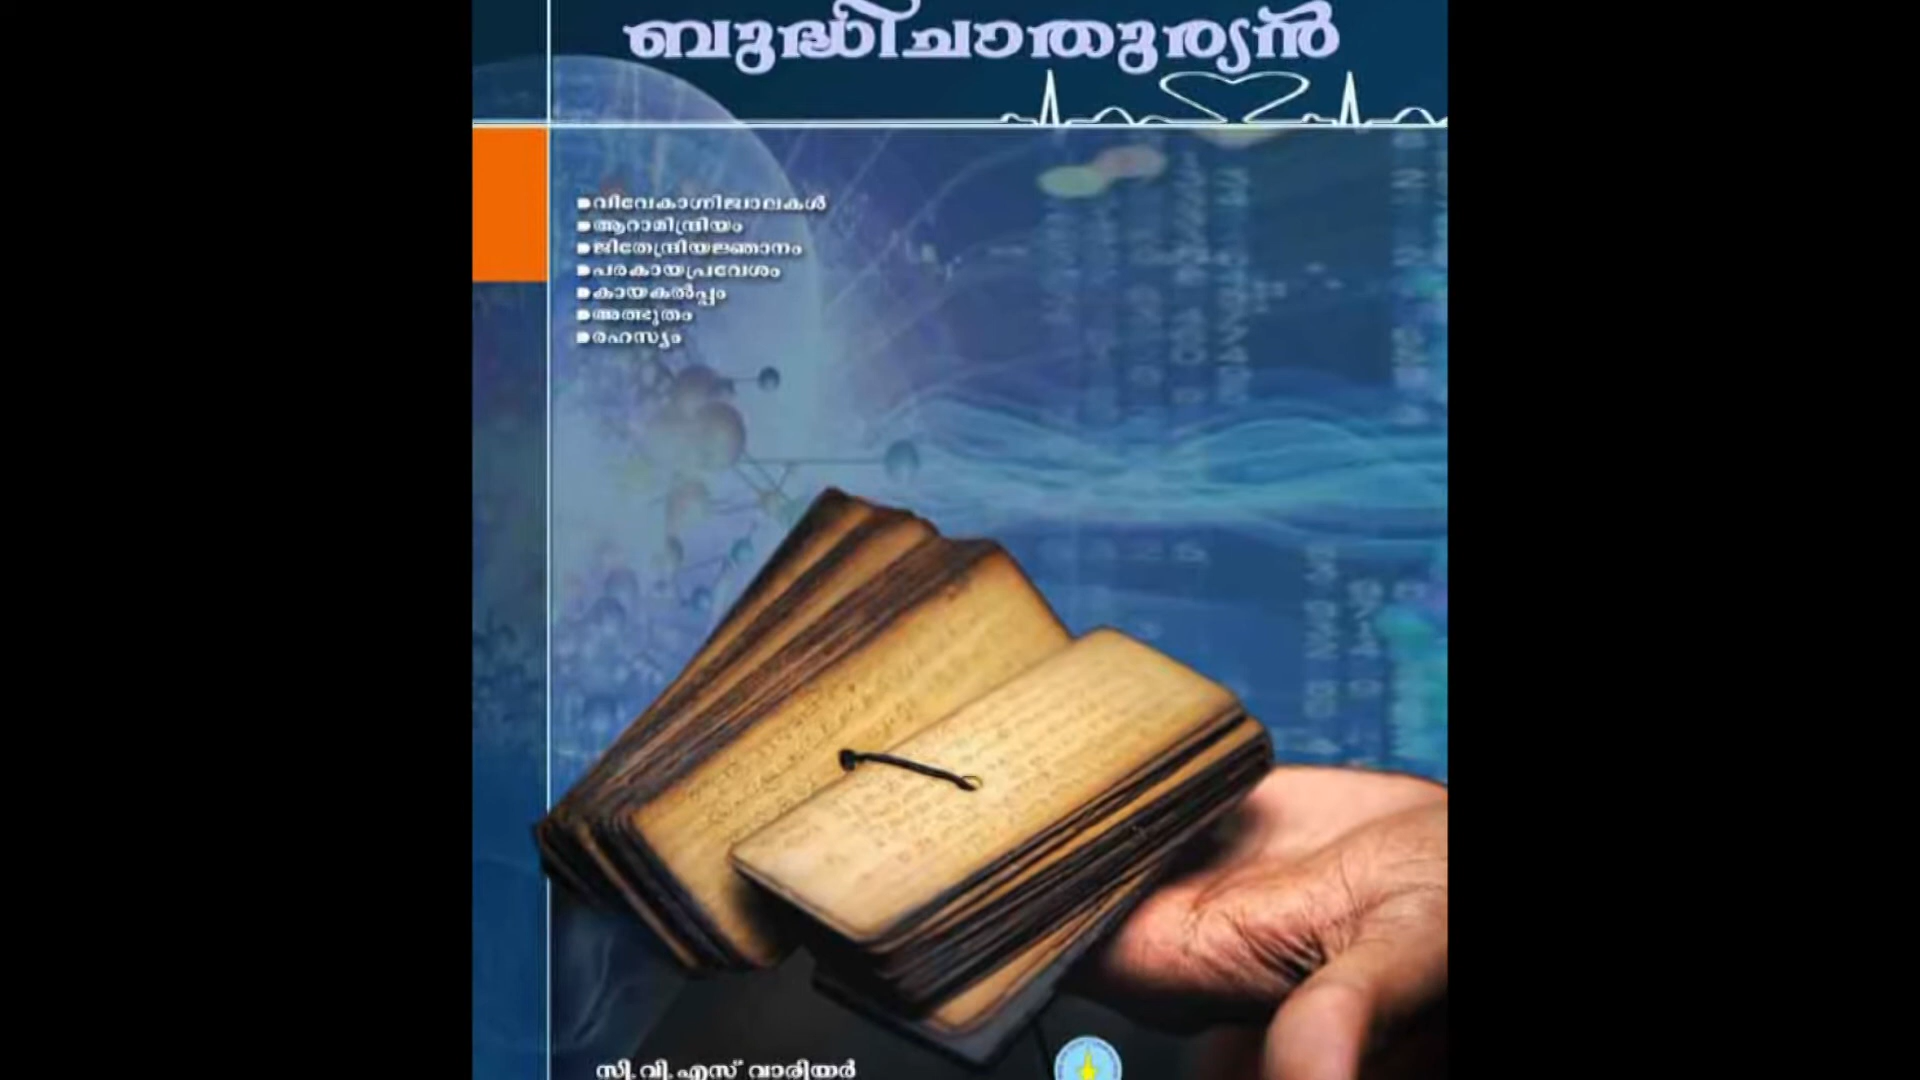 ബുദ്ധിചാതുര്യൻ
വിവേകാഗ്നിജ്വാലകൾ
ആറാമിന്ദ്രിയം
ജിതേന്ദ്രിയജ്ഞാനം
പരകായപ്രവേശം
കായകൽപ്പം
അത്ഭുതം
രഹസ്യം
സി.വി.എസ് വാരിയർ